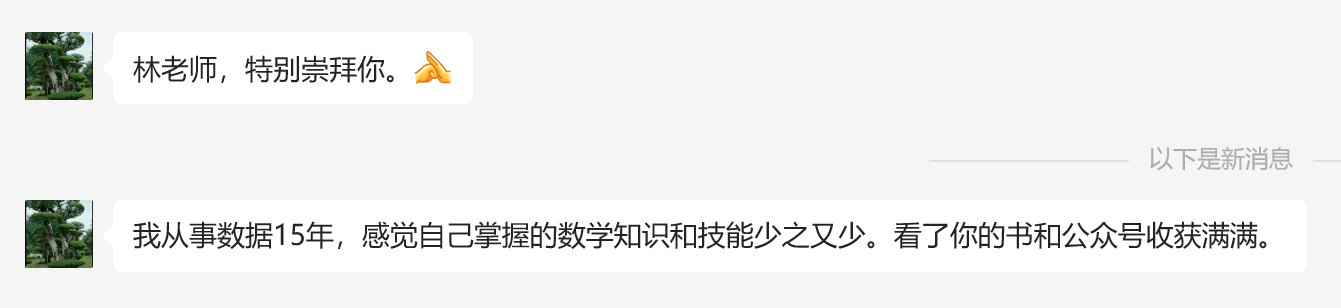 林老师，特别崇拜你。
以下是新消息
我从事数据15年，感觉自己掌握的数学知识和技能少之又少。看了你的书和公众号收获满满。